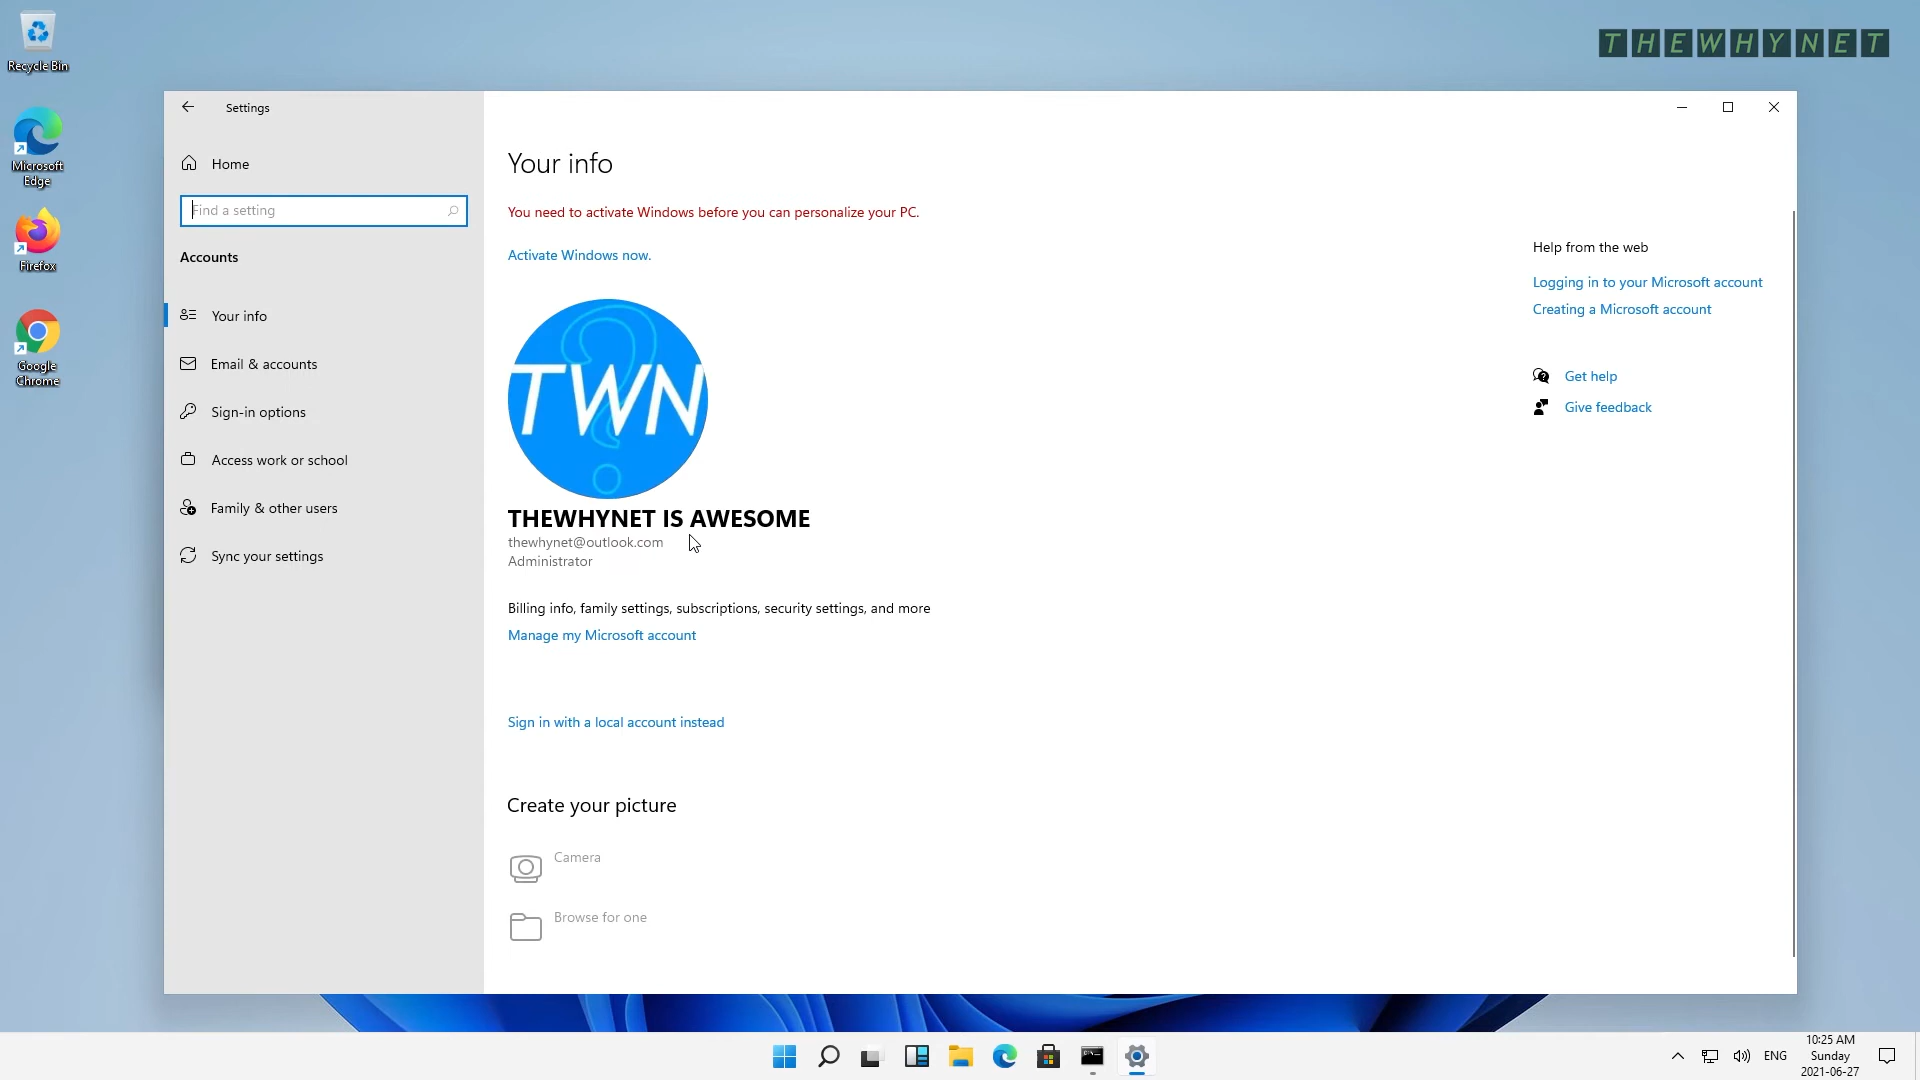 Recycle Bin
Microsoft
Edge
Firefox
Google
Chrome
THEWHYNET
Settings
Home
Find a setting
Accounts
Your info
Email & accounts
Sign-in options
Access work or school
Family & other users
Sync your settings
Your info
You need to activate Windows before you can personalize your PC.
Activate Windows now.
TWN
THEWHYNET IS AWESOME
thewhynet@outlook.com
Administrator
Billing info, family settings, subscriptions, security settings, and more
Manage my Microsoft account
Sign in with a local account instead
Create your picture
Camera
Browse for one
Help from the web
Logging in to your Microsoft account
Creating a Microsoft account
Get help
Give feedback
ENG
10:25 AM
Sunday
2021-06-27